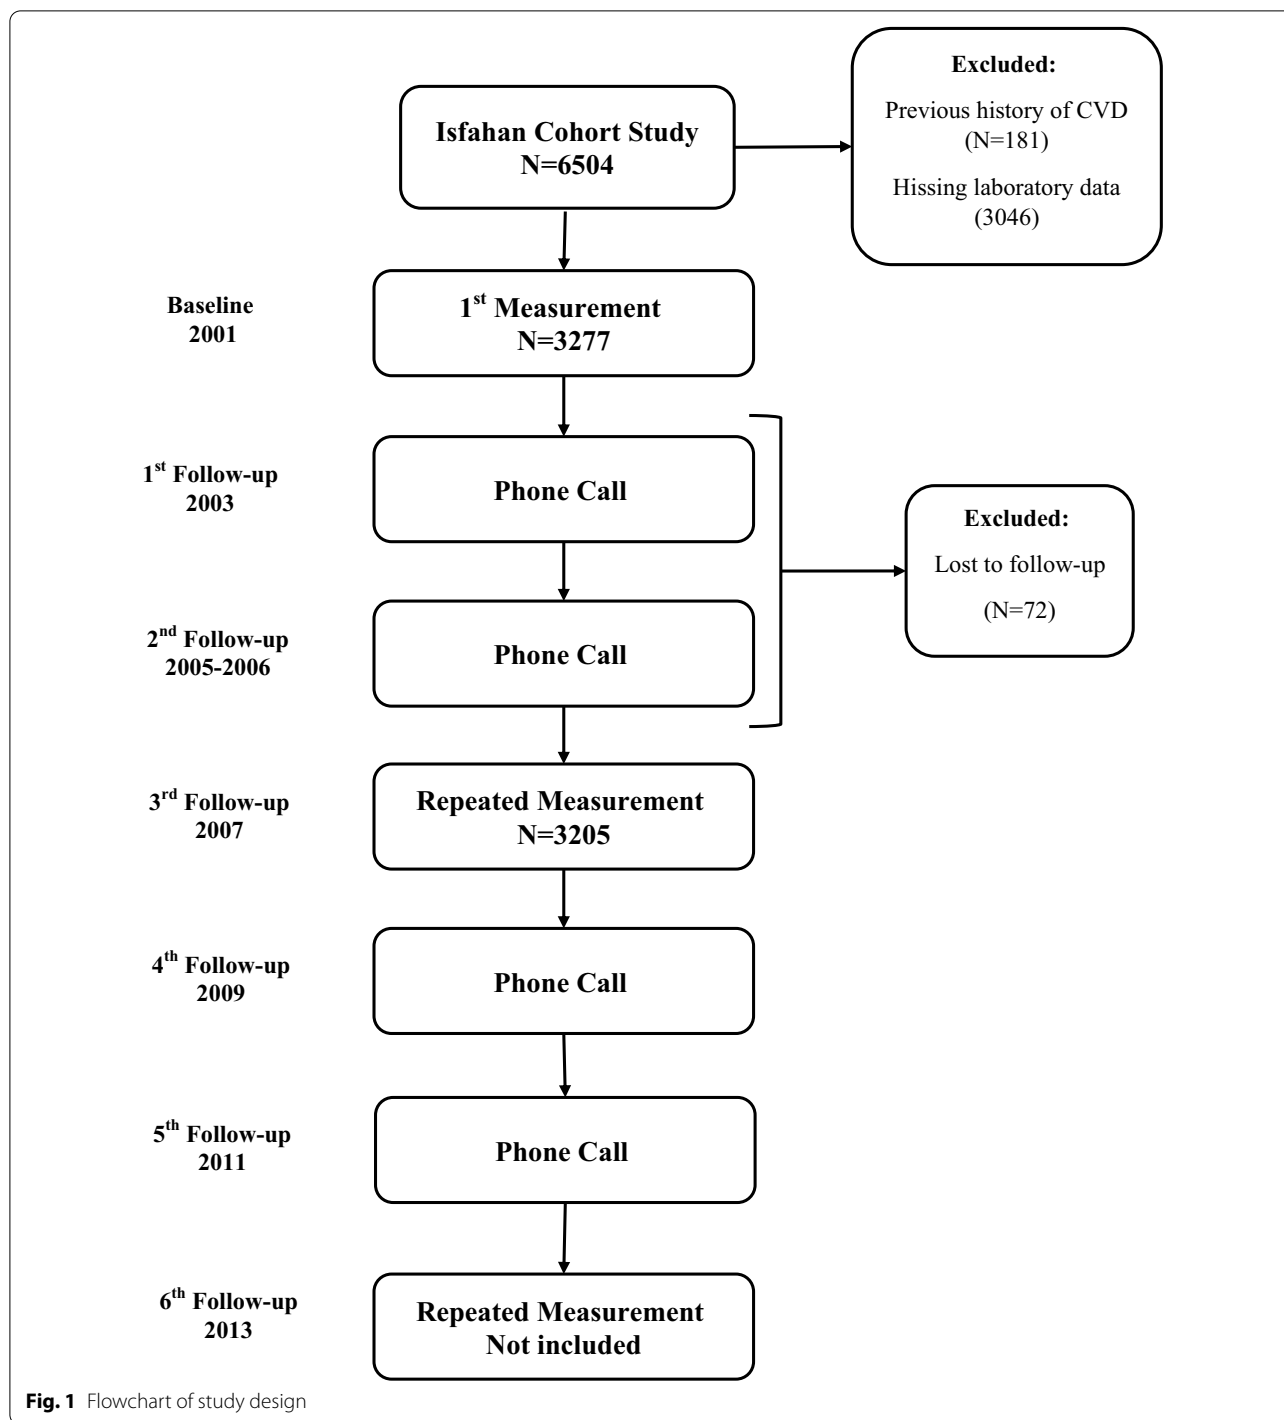 Isfahan Cohort Study
N=6504
Excluded:
Previous history of CVD
(N=181)
Hissing laboratory data
(3046)
Baseline
2001
1st Measurement
N=3277
1st Follow-up
2003
Phone Call
Excluded:
Lost to follow-up
(N=72)
2nd Follow-up
2005-2006
Phone Call
3rd Follow-up
2007
Repeated Measurement
N=3205
4th Follow-up
2009
Phone Call
5th Follow-up
2011
Phone Call
6th Follow-up
2013
Repeated Measurement
Not included
Fig. 1 Flowchart of study design